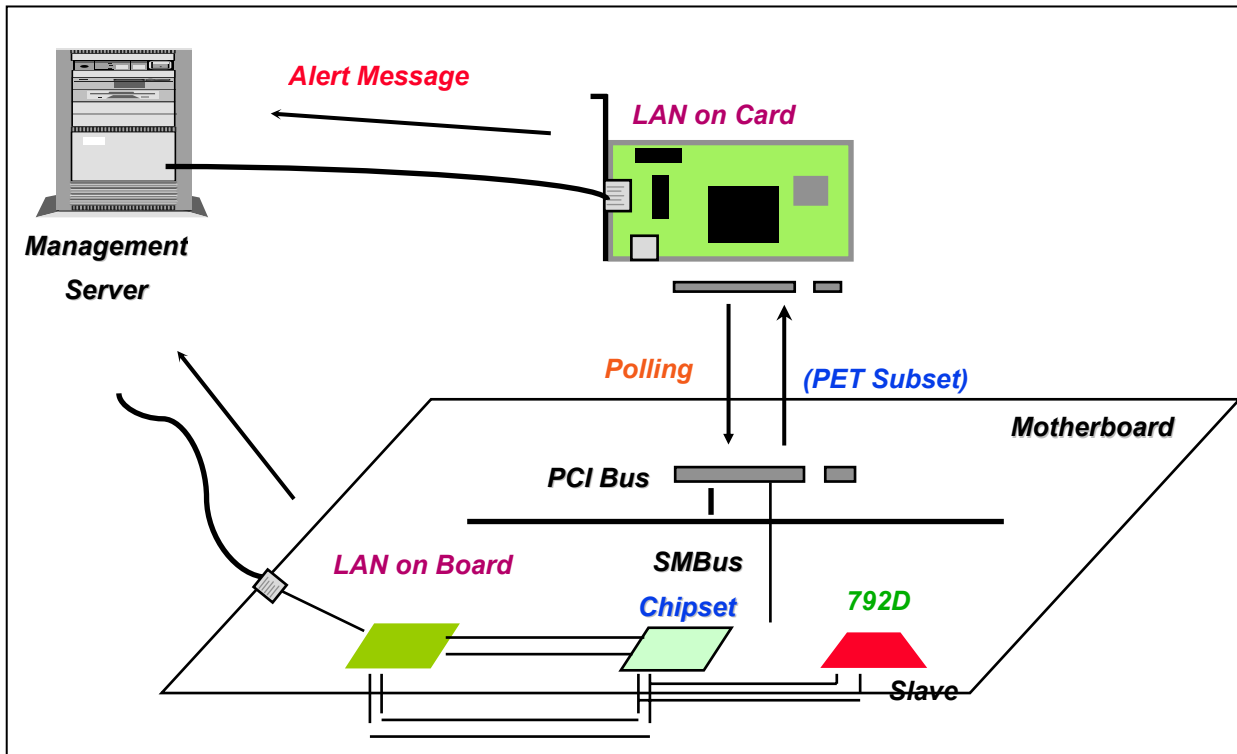 Alert Message
LAN on Card
Management
Server
Polling
(PET Subset)
Motherboard
PCI Bus
LAN on Board
SMBus
Chipset
792D
Slave